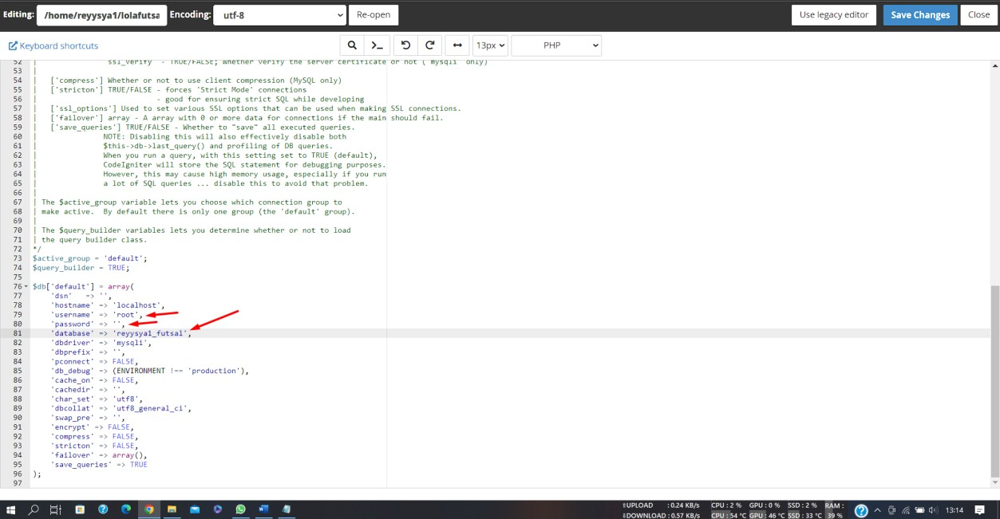 Editing: /home/reyysya1/lolafutsa Encoding: utf-8 Re-open Use legacy editor Save Changes Close
Keyboard shortcuts 13px PHP
52 | ssl_verify - TRUE/FALSE; Whether verify the server certificate or not ('mysqli' only)
53 |
54 | ['compress'] Whether or not to use client compression (MySQL only)
55 | ['stricton'] TRUE/FALSE - forces 'Strict Mode' connections
56 | - good for ensuring strict SQL while developing
57 | ['ssl_options'] Used to set various SSL options that can be used when making SSL connections.
58 | ['failover'] array - A array with 0 or more data for connections if the main should fail.
59 | ['save_queries'] TRUE/FALSE - Whether to "save" all executed queries.
60 | NOTE: Disabling this will also effectively disable both
61 | $this->db->last_query() and profiling of DB queries.
62 | When you run a query, with this setting set to TRUE (default),
63 | CodeIgniter will store the SQL statement for debugging purposes.
64 | However, this may cause high memory usage, especially if you run
65 | a lot of SQL queries ... disable this to avoid that problem.
66 |
67 | The $active_group variable lets you choose which connection group to
68 | make active. By default there is only one group (the 'default' group).
69 |
70 | The $query_builder variables lets you determine whether or not to load
71 | the query builder class.
72 */
73 $active_group = 'default';
74 $query_builder = TRUE;
75
76 $db['default'] = array(
77 'dsn' => '',
78 'hostname' => 'localhost',
79 'username' => 'root',
80 'password' => '',
81 'database' => 'reyysya1_futsal',
82 'dbdriver' => 'mysqli',
83 'dbprefix' => '',
84 'pconnect' => FALSE,
85 'db_debug' => (ENVIRONMENT !== 'production'),
86 'cache_on' => FALSE,
87 'cachedir' => '',
88 'char_set' => 'utf8',
89 'dbcollat' => 'utf8_general_ci',
90 'swap_pre' => '',
91 'encrypt' => FALSE,
92 'compress' => FALSE,
93 'stricton' => FALSE,
94 'failover' => array(),
95 'save_queries' => TRUE
96 );
97
UPLOAD : 0.24 KB/s CPU : 2 % GPU : 0 % SSD : 2 % RAM :
DOWNLOAD : 0.57 KB/s CPU : 54 °C GPU : 46 °C SSD : 33 °C 39 %
13:14